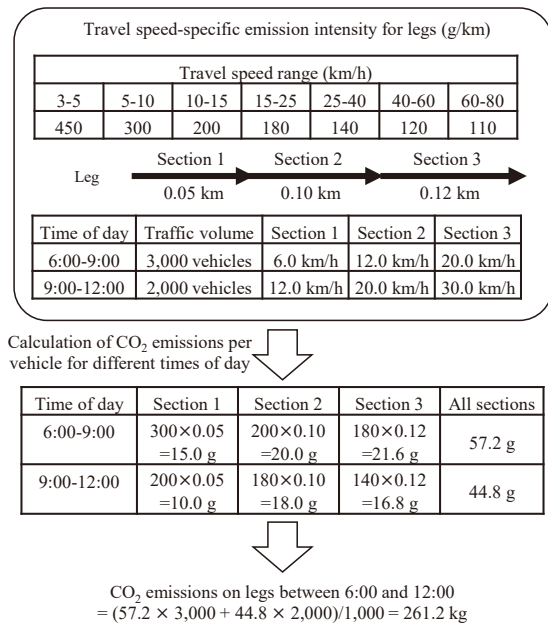 Travel speed-specific emission intensity for legs (g/km)
Travel speed range (km/h)
3-5 5-10 10-15 15-25 25-40 40-60 60-80
450 300 200 180 140 120 110
Section 1 Section 2 Section 3
Leg
0.05 km 0.10 km 0.12 km
Time of day Traffic volume Section 1 Section 2 Section 3
6:00-9:00 3,000 vehicles 6.0 km/h 12.0 km/h 20.0 km/h
9:00-12:00 2,000 vehicles 12.0 km/h 20.0 km/h 30.0 km/h
Calculation of CO₂ emissions per
vehicle for different times of day
Time of day Section 1 Section 2 Section 3 All sections
6:00-9:00 300×0.05 200×0.10 180×0.12 57.2 g
=15.0 g =20.0 g =21.6 g
9:00-12:00 200×0.05 180×0.10 140×0.12 44.8 g
=10.0 g =18.0 g =16.8 g
CO₂ emissions on legs between 6:00 and 12:00
= (57.2 × 3,000 + 44.8 × 2,000)/1,000 = 261.2 kg